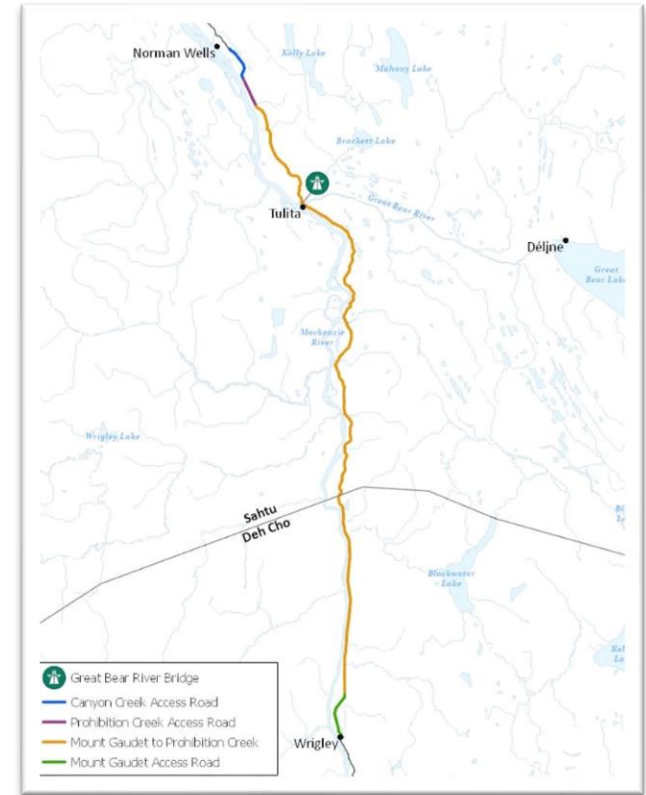 Norman Wells
Kelly Lake
Mahony Lake
Brackett Lake
Great Bear River
Tulita
Déljne
Great
Bear Lake
Mackenzie
River
Wrigley Lake
Sahtu
Deh Cho
Blackwater
Lake
Great Bear River Bridge
Canyon Creek Access Road
Prohibition Creek Access Road
Mount Gaudet to Prohibition Creek
Mount Gaudet Access Road
Wrigley